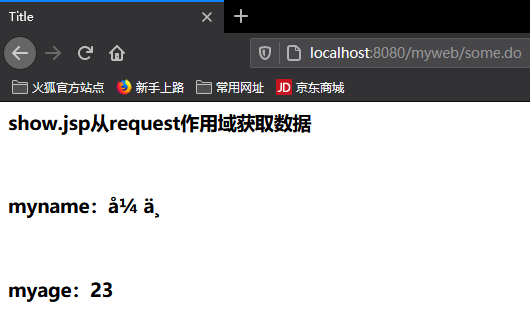 Title
localhost:8080/myweb/some.do
火狐官方站点 新手上路 常用网址 JD 京东商城
show.jsp从request作用域获取数据
myname：å¼ ä¸
myage：23